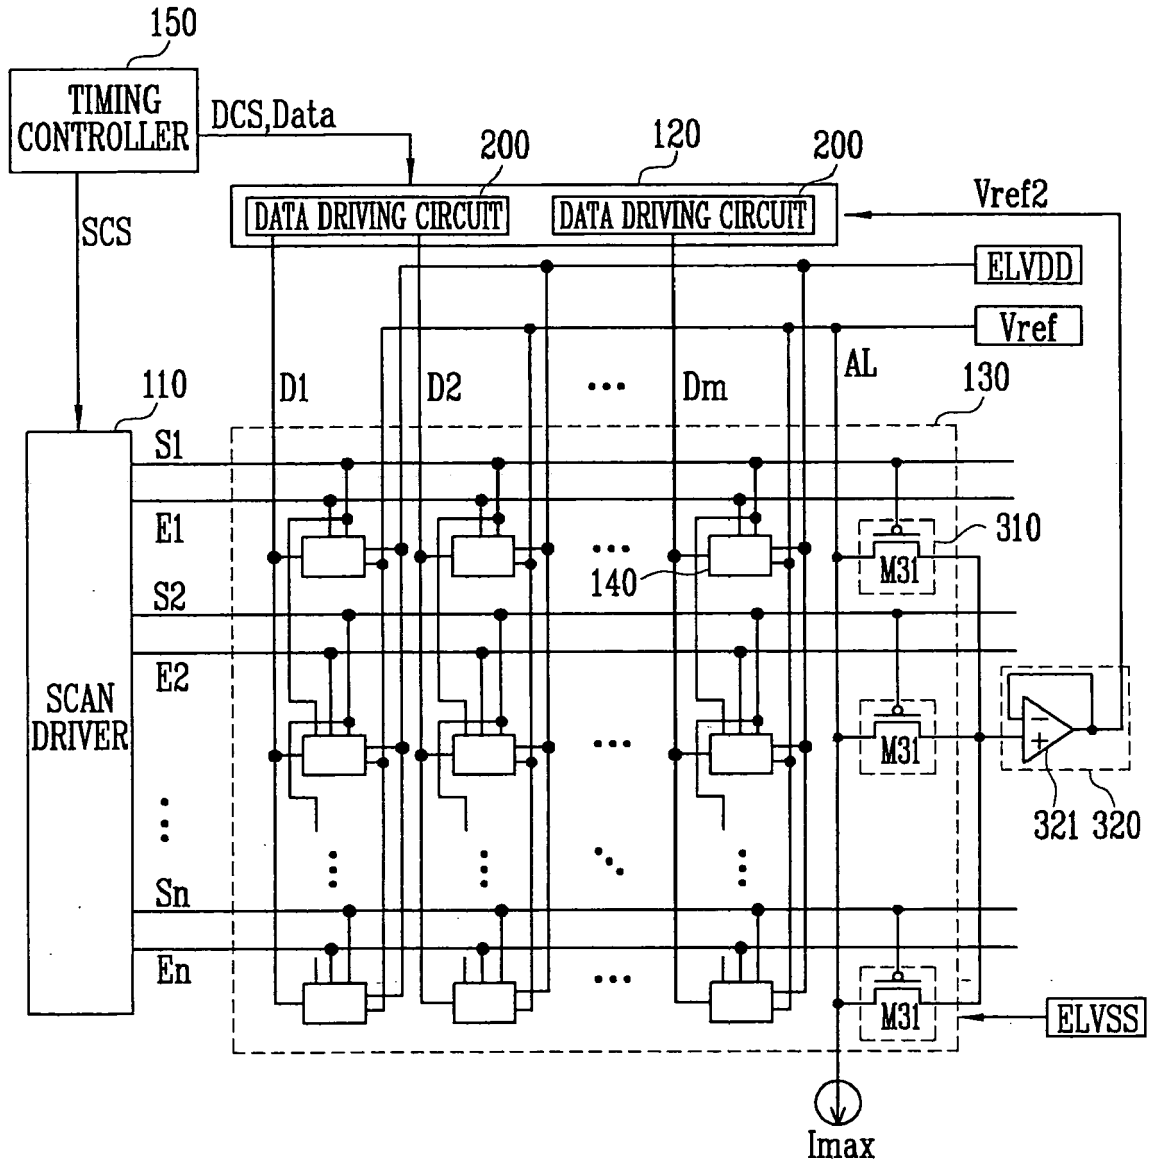 150
TIMING
CONTROLLER
DCS,Data
200
120
200
DATA DRIVING CIRCUIT
DATA DRIVING CIRCUIT
Vref2
SCS
ELVDD
Vref
110
D1
D2
Dm
AL
130
S1
E1
310
M31
140
S2
E2
SCAN
DRIVER
M31
−
+
321
320
Sn
En
M31
ELVSS
Imax